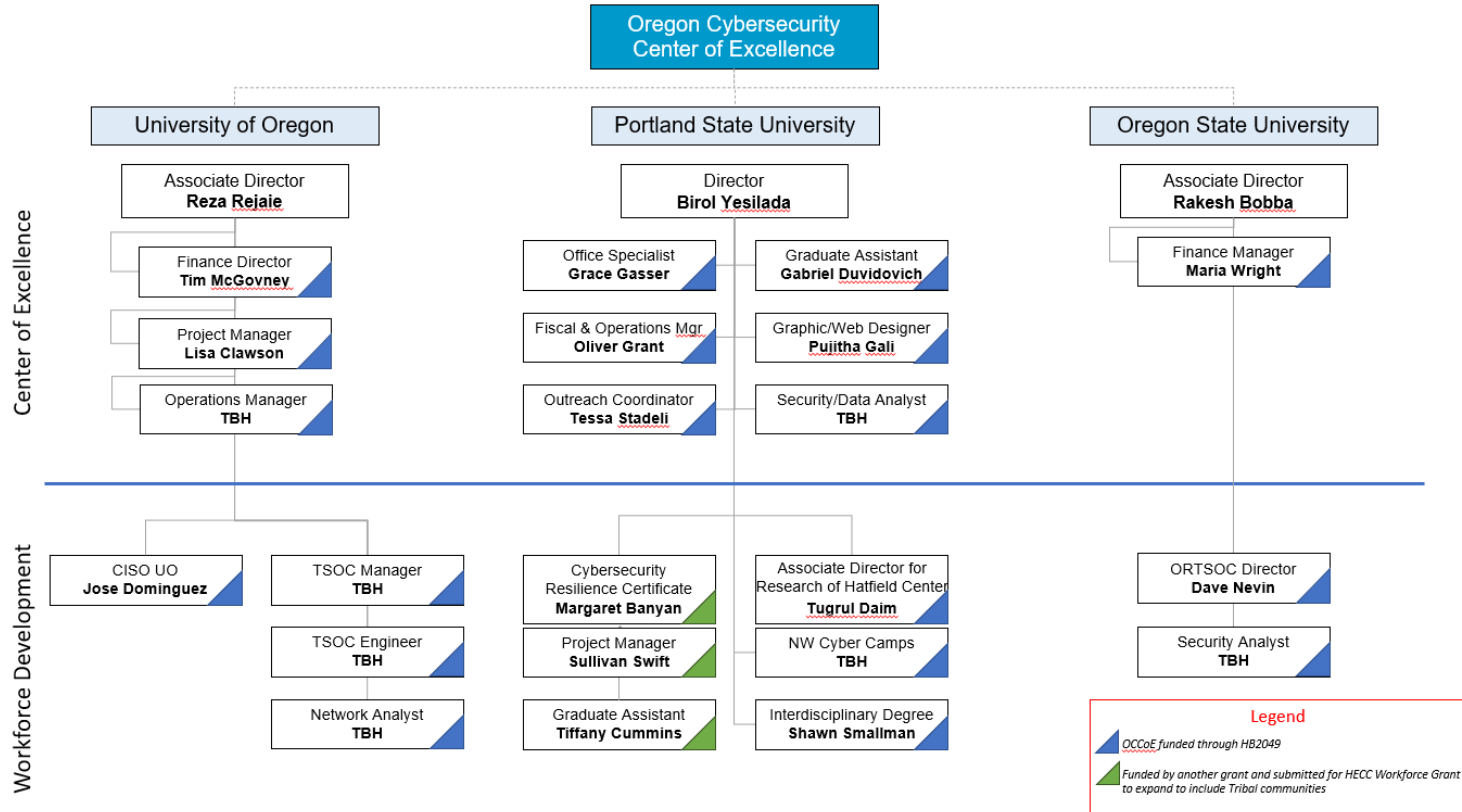 Oregon Cybersecurity
Center of Excellence
University of Oregon
Portland State University
Oregon State University
Center of Excellence
Associate Director
Reza Rejaie
Finance Director
Tim McGovney
Project Manager
Lisa Clawson
Operations Manager
TBH
Director
Birol Yesilada
Office Specialist
Grace Gasser
Graduate Assistant
Gabriel Duvidovich
Fiscal & Operations Mgr
Oliver Grant
Graphic/Web Designer
Pujitha Gali
Outreach Coordinator
Tessa Stadeli
Security/Data Analyst
TBH
Associate Director
Rakesh Bobba
Finance Manager
Maria Wright
Workforce Development
CISO UO
Jose Dominguez
TSOC Manager
TBH
TSOC Engineer
TBH
Network Analyst
TBH
Cybersecurity
Resilience Certificate
Margaret Banyan
Project Manager
Sullivan Swift
Graduate Assistant
Tiffany Cummins
Associate Director for
Research of Hatfield Center
Tugrul Daim
NW Cyber Camps
TBH
Interdisciplinary Degree
Shawn Smallman
ORTSOC Director
Dave Nevin
Security Analyst
TBH
Legend
OCCoE funded through HB2049
Funded by another grant and submitted for HECC Workforce Grant
to expand to include Tribal communities